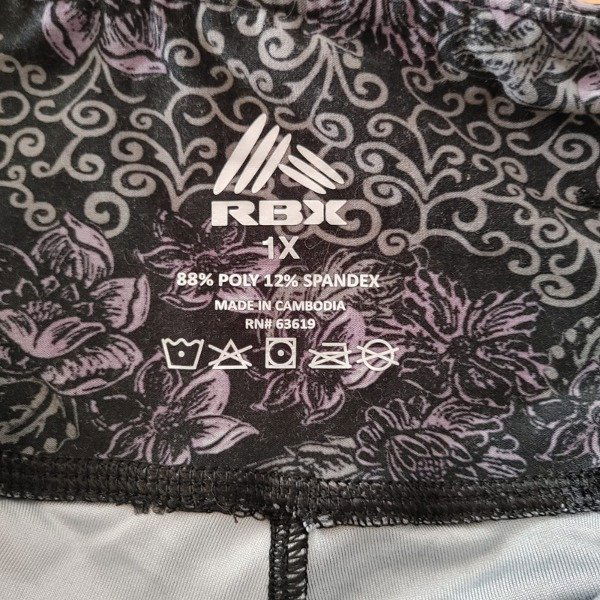 RBX
1X
88% POLY 12% SPANDEX
MADE IN CAMBODIA
RN# 63619